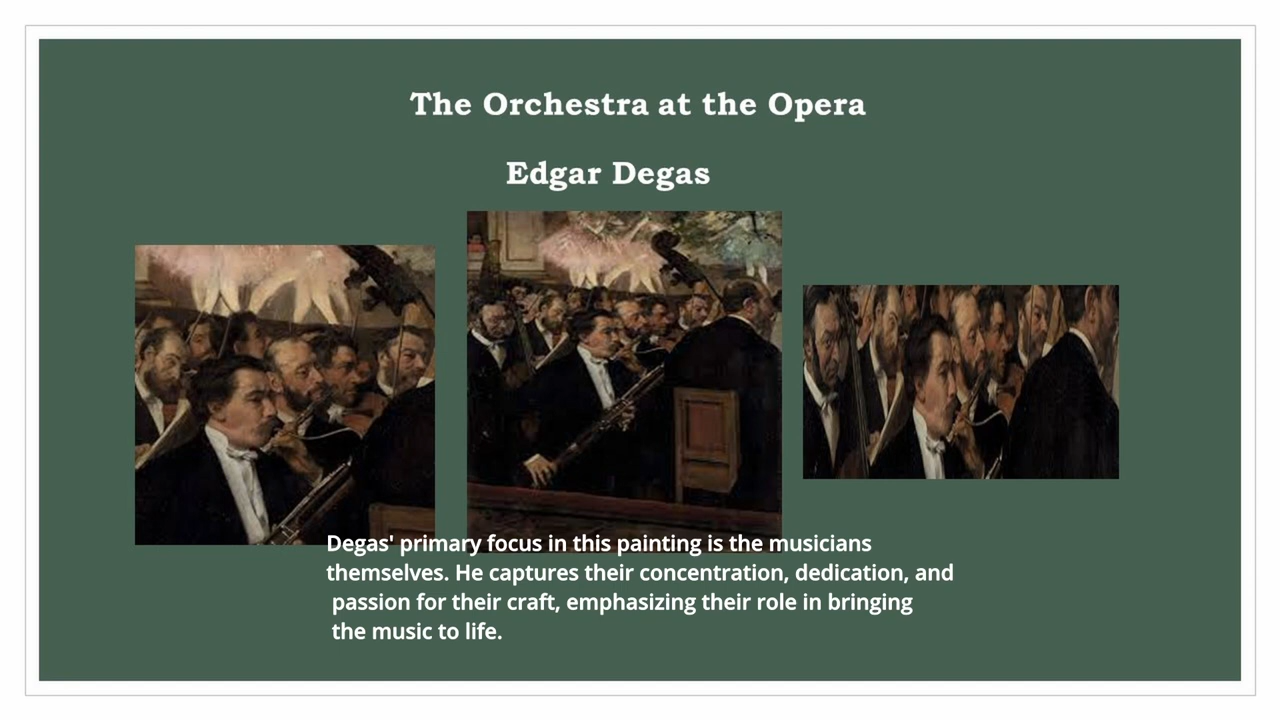 The Orchestra at the Opera
Edgar Degas
Degas' primary focus in this painting is the musicians
themselves. He captures their concentration, dedication, and
passion for their craft, emphasizing their role in bringing
the music to life.